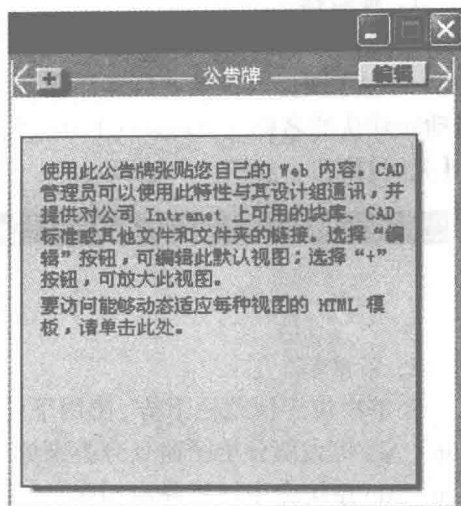 公告牌 编辑
使用此公告牌张贴您自己的 Web 内容。CAD
管理员可以使用此特性与其设计组通讯，并
提供对公司 Intranet 上可用的块库、CAD
标准或其他文件和文件夹的链接。选择“编
辑”按钮，可编辑此默认视图；选择“+”
按钮，可放大此视图。
要访问能够动态适应每种视图的 HTML 模
板，请单击此处。